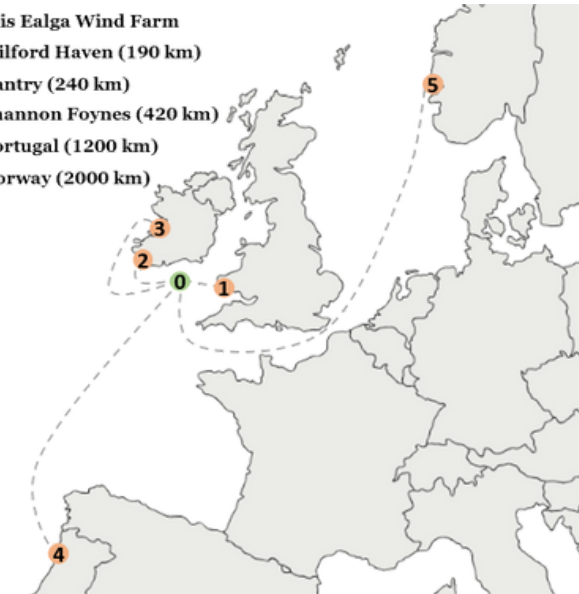 is Ealga Wind Farm
ilford Haven (190 km)
antry (240 km)
annon Foynes (420 km)
ortugal (1200 km)
orway (2000 km)
5
3
2
0
1
4